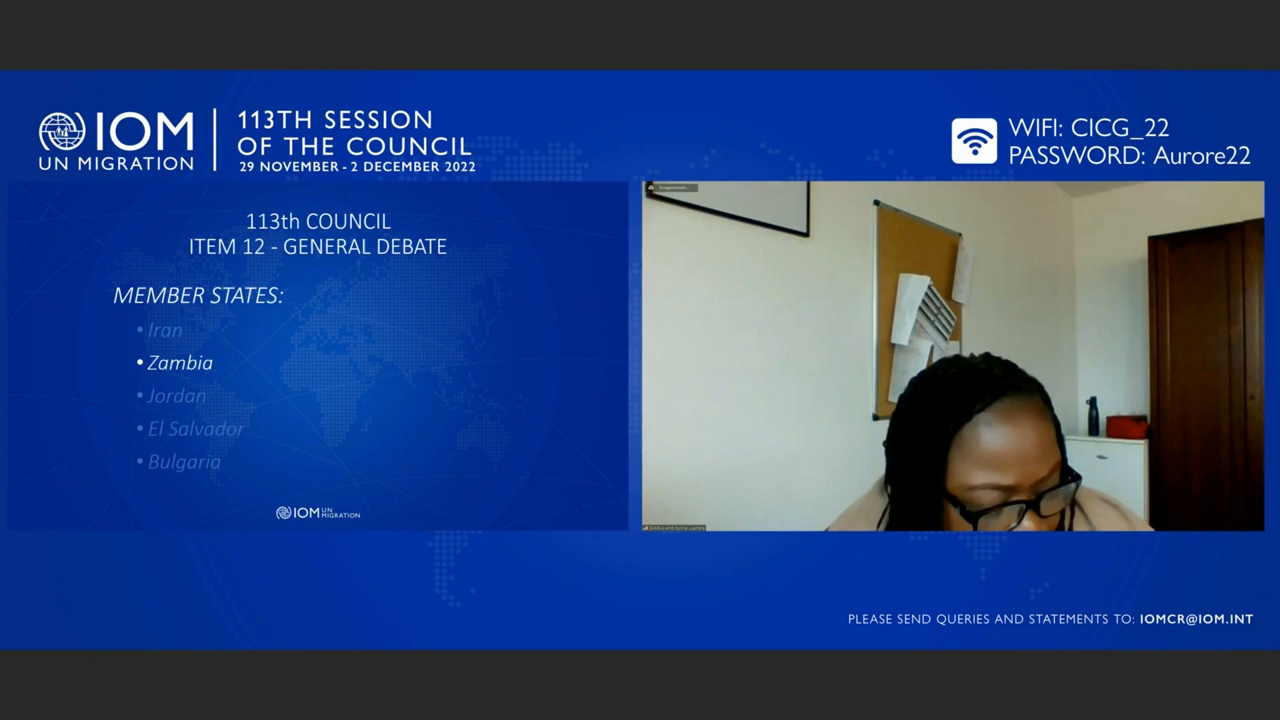 IOM
UN MIGRATION
113TH SESSION
OF THE COUNCIL
29 NOVEMBER - 2 DECEMBER 2022
WIFI: CICG_22
PASSWORD: Aurore22
113th COUNCIL
ITEM 12 - GENERAL DEBATE
MEMBER STATES:
• Iran
• Zambia
• Jordan
• El Salvador
• Bulgaria
IOM UN
MIGRATION
PLEASE SEND QUERIES AND STATEMENTS TO: IOMCR@IOM.INT